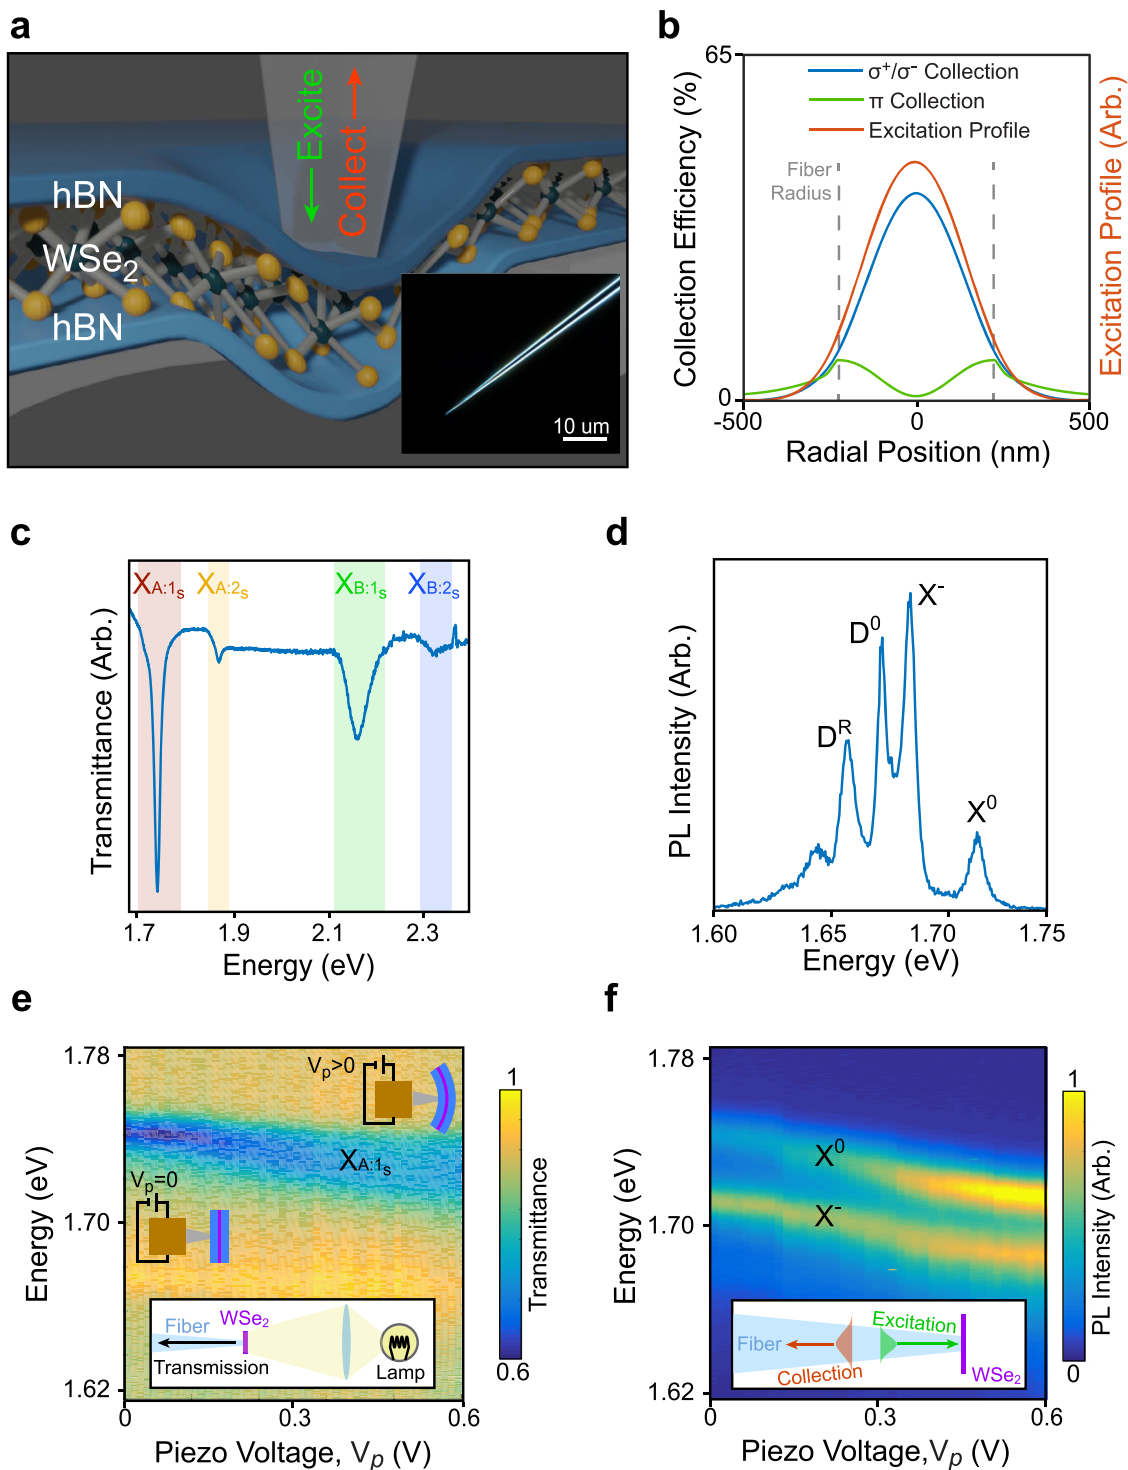 a
Excite
Collect
hBN
WSe2
hBN
10 um
b
65
0
Collection Efficiency (%)
σ+/σ- Collection
π Collection
Excitation Profile
Fiber
Radius
Excitation Profile (Arb.)
-500
0
500
Radial Position (nm)
c
XA:1s
XA:2s
XB:1s
XB:2s
Transmittance (Arb.)
1.7
1.9
2.1
2.3
Energy (eV)
d
PL Intensity (Arb.)
DR
D0
X-
X0
1.60
1.65
1.70
1.75
Energy (eV)
e
1.78
1.70
1.62
Energy (eV)
Vp>0
XA:1s
Vp=0
Fiber
WSe2
Transmission
Lamp
0
0.3
0.6
Piezo Voltage, Vp (V)
1
0.6
Transmittance
f
1.78
1.70
1.62
Energy (eV)
X0
X-
Fiber
Excitation
Collection
WSe2
0
0.3
0.6
Piezo Voltage,Vp (V)
1
0
PL Intensity (Arb.)